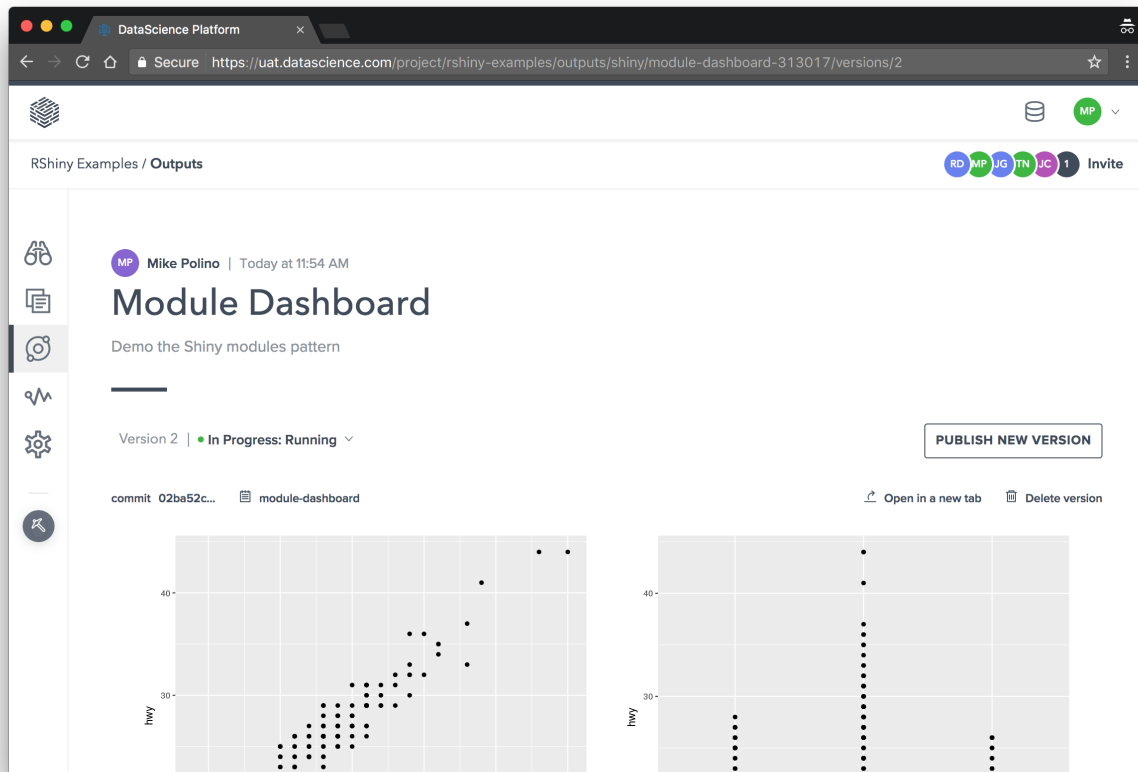 DataScience Platform
Secure https://uat.datascience.com/project/rshiny-examples/outputs/shiny/module-dashboard-313017/versions/2
MP
RShiny Examples / Outputs RD MP JG TN JC 1 Invite
MP Mike Polino | Today at 11:54 AM
Module Dashboard
Demo the Shiny modules pattern
Version 2 | In Progress: Running PUBLISH NEW VERSION
commit 02ba52c... module-dashboard Open in a new tab Delete version
40 40
30 30
hwy hwy